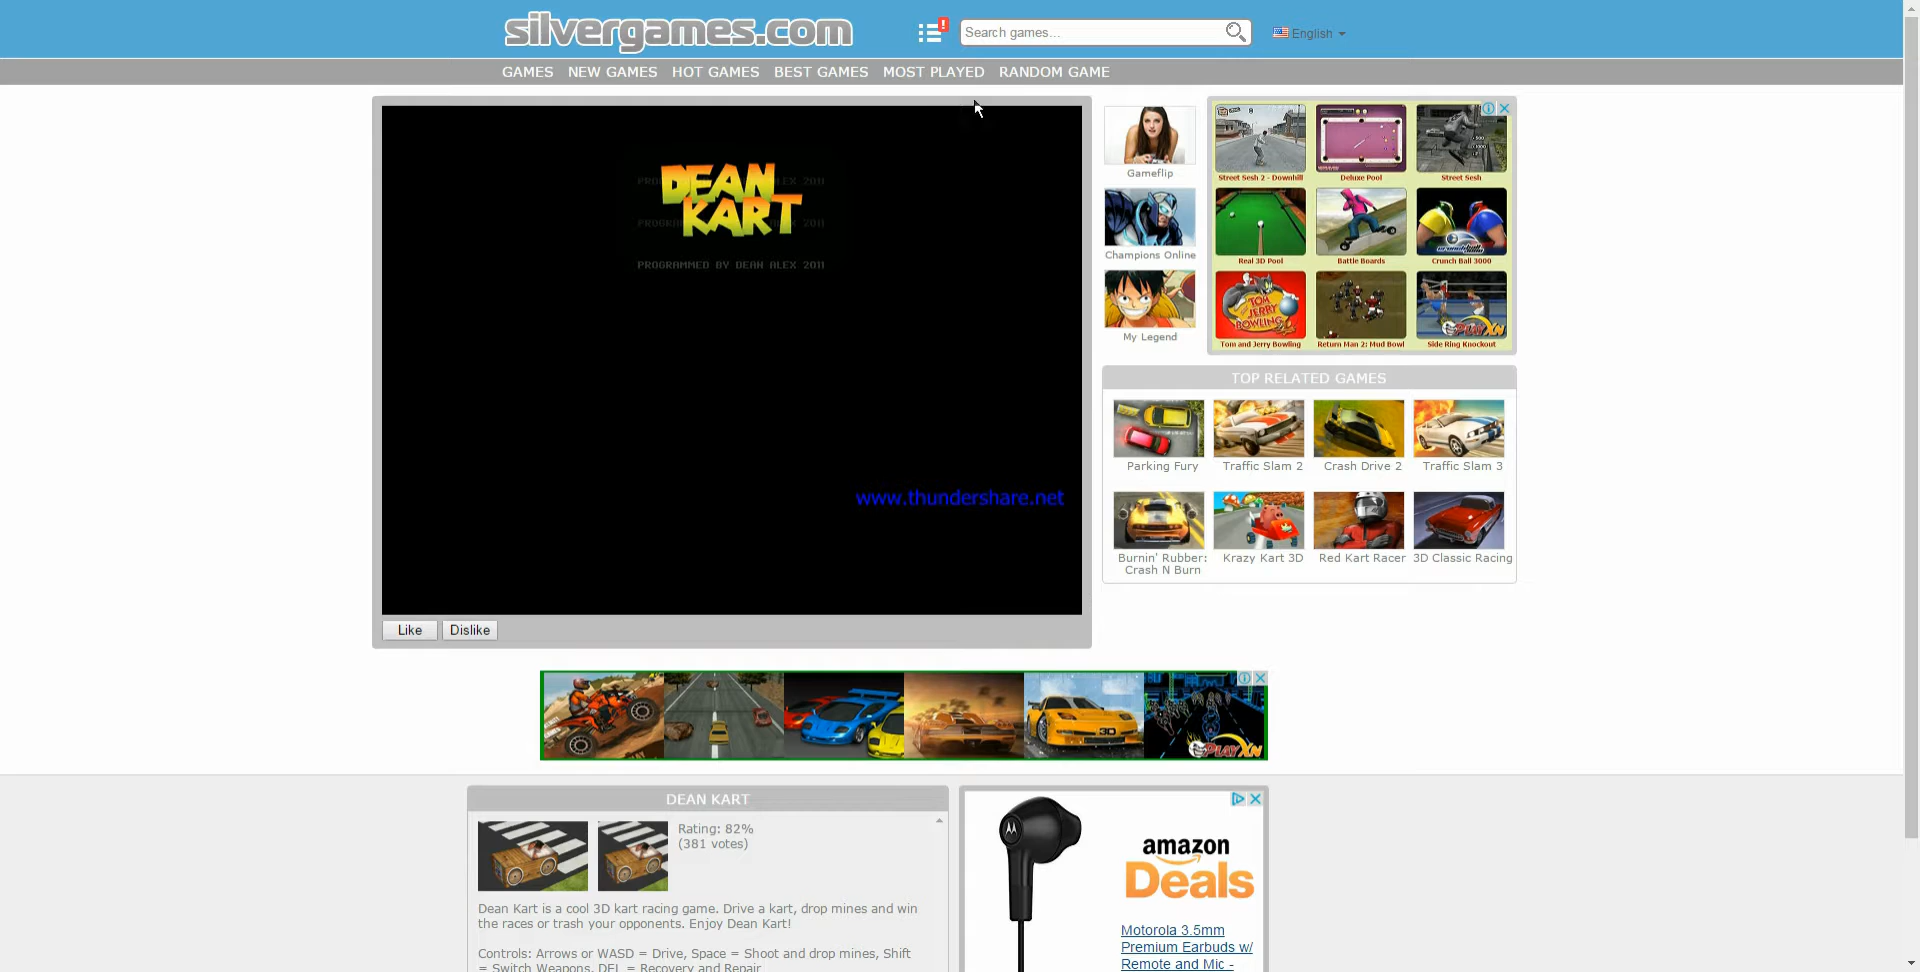 silvergames.com
!
Search games...
English
GAMES NEW GAMES HOT GAMES BEST GAMES MOST PLAYED RANDOM GAME
DEAN
KART
PROGRAMMED BY DEAN ALEX 2011
www.thundershare.net
Like Dislike
Gameflip
Champions Online
My Legend
Street Sesh 2 - Downhill Deluxe Pool Street Sesh
Real 3D Pool Battle Boards Crunch Ball 3000
TOM and JERRY BOWLING
PLAYXN
Tom and Jerry Bowling Return Man 2: Mud Bowl Side Ring Knockout
TOP RELATED GAMES
Parking Fury Traffic Slam 2 Crash Drive 2 Traffic Slam 3
Burnin' Rubber: Krazy Kart 3D Red Kart Racer 3D Classic Racing
Crash N Burn
3D
PLAYXN
DEAN KART
Rating: 82%
(381 votes)
Dean Kart is a cool 3D kart racing game. Drive a kart, drop mines and win
the races or trash your opponents. Enjoy Dean Kart!
Controls: Arrows or WASD = Drive, Space = Shoot and drop mines, Shift
= Switch Weapons, DEL = Recovery and Repair
amazon
Deals
Motorola 3.5mm
Premium Earbuds w/
Remote and Mic -